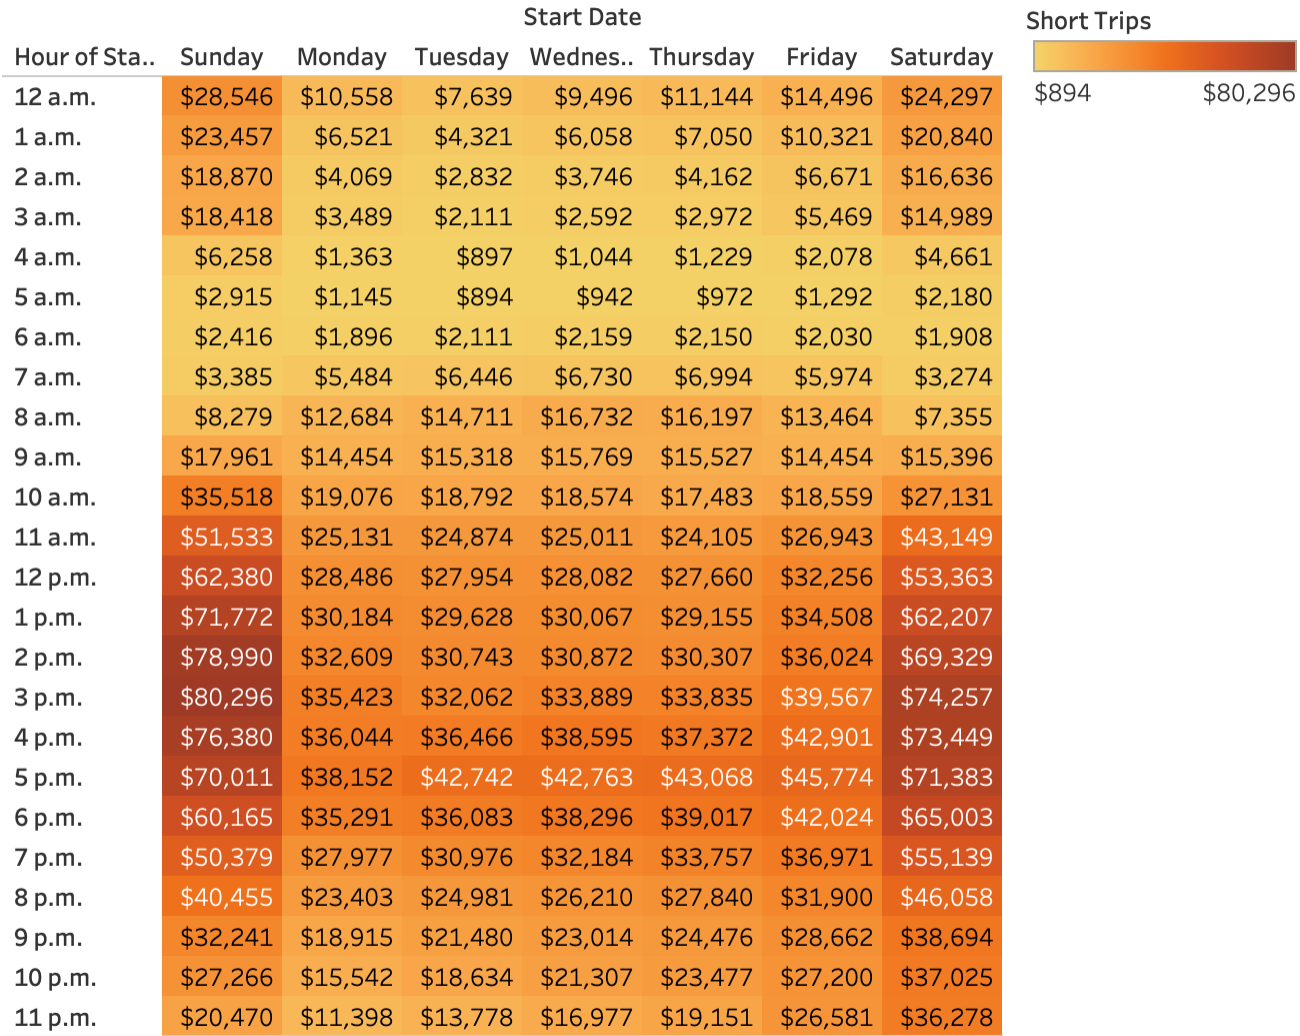 Start Date
Short Trips
Hour of Sta.. Sunday Monday Tuesday Wednes.. Thursday Friday Saturday
$894 $80,296
12 a.m. $28,546 $10,558 $7,639 $9,496 $11,144 $14,496 $24,297
1 a.m. $23,457 $6,521 $4,321 $6,058 $7,050 $10,321 $20,840
2 a.m. $18,870 $4,069 $2,832 $3,746 $4,162 $6,671 $16,636
3 a.m. $18,418 $3,489 $2,111 $2,592 $2,972 $5,469 $14,989
4 a.m. $6,258 $1,363 $897 $1,044 $1,229 $2,078 $4,661
5 a.m. $2,915 $1,145 $894 $942 $972 $1,292 $2,180
6 a.m. $2,416 $1,896 $2,111 $2,159 $2,150 $2,030 $1,908
7 a.m. $3,385 $5,484 $6,446 $6,730 $6,994 $5,974 $3,274
8 a.m. $8,279 $12,684 $14,711 $16,732 $16,197 $13,464 $7,355
9 a.m. $17,961 $14,454 $15,318 $15,769 $15,527 $14,454 $15,396
10 a.m. $35,518 $19,076 $18,792 $18,574 $17,483 $18,559 $27,131
11 a.m. $51,533 $25,131 $24,874 $25,011 $24,105 $26,943 $43,149
12 p.m. $62,380 $28,486 $27,954 $28,082 $27,660 $32,256 $53,363
1 p.m. $71,772 $30,184 $29,628 $30,067 $29,155 $34,508 $62,207
2 p.m. $78,990 $32,609 $30,743 $30,872 $30,307 $36,024 $69,329
3 p.m. $80,296 $35,423 $32,062 $33,889 $33,835 $39,567 $74,257
4 p.m. $76,380 $36,044 $36,466 $38,595 $37,372 $42,901 $73,449
5 p.m. $70,011 $38,152 $42,742 $42,763 $43,068 $45,774 $71,383
6 p.m. $60,165 $35,291 $36,083 $38,296 $39,017 $42,024 $65,003
7 p.m. $50,379 $27,977 $30,976 $32,184 $33,757 $36,971 $55,139
8 p.m. $40,455 $23,403 $24,981 $26,210 $27,840 $31,900 $46,058
9 p.m. $32,241 $18,915 $21,480 $23,014 $24,476 $28,662 $38,694
10 p.m. $27,266 $15,542 $18,634 $21,307 $23,477 $27,200 $37,025
11 p.m. $20,470 $11,398 $13,778 $16,977 $19,151 $26,581 $36,278